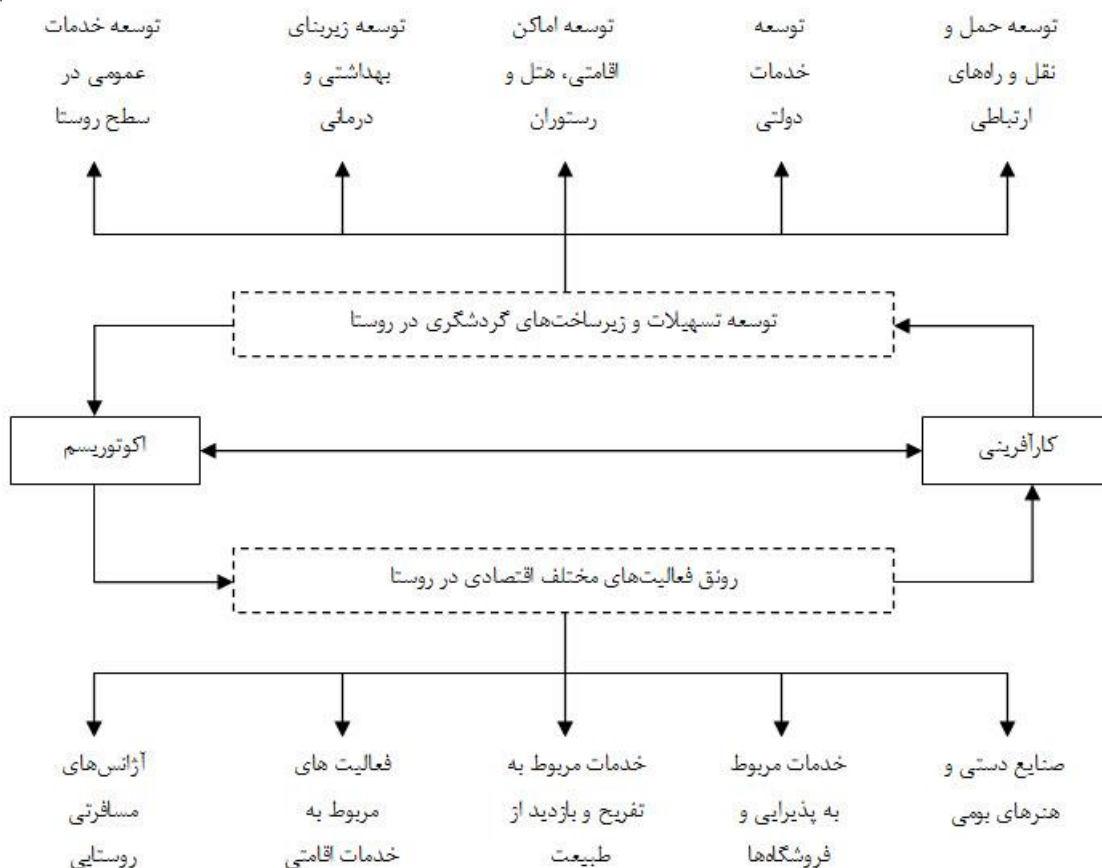 توسعه حمل و
نقل و راه‌های
ارتباطی
توسعه
خدمات
دولتی
توسعه اماکن
اقامتی، هتل و
رستوران
توسعه زیربنای
بهداشتی و
درمانی
توسعه خدمات
عمومی در
سطح روستا
توسعه تسهیلات و زیرساخت‌های گردشگری در روستا
کارآفرینی
اکوتوریسم
رونق فعالیت‌های مختلف اقتصادی در روستا
صنایع دستی و
هنرهای بومی
خدمات مربوط
به پذیرایی و
فروشگاه‌ها
خدمات مربوط به
تفریح و بازدید از
طبیعت
فعالیت های
مربوط به
خدمات اقامتی
آژانس‌های
مسافرتی
روستایی